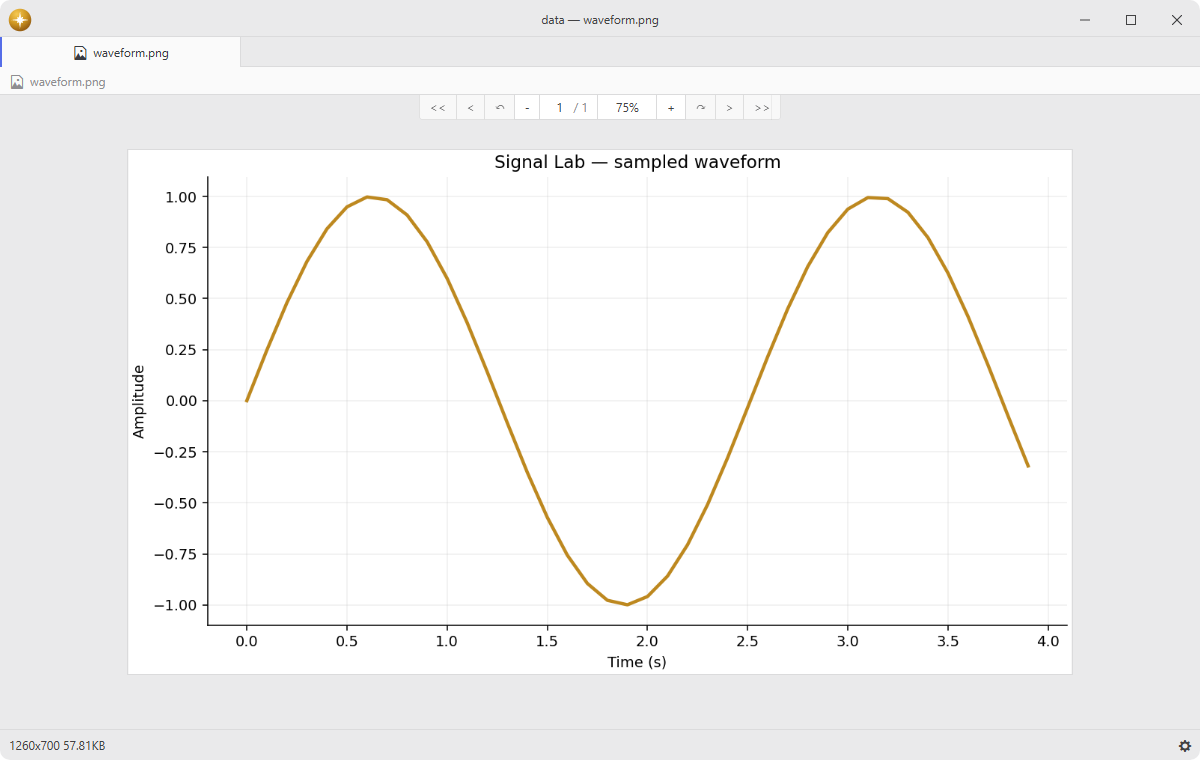 data — waveform.png
waveform.png
waveform.png
<< < ↶ - 1 / 1 75% + ↷ > >>
Signal Lab — sampled waveform
1.00
0.75
0.50
0.25
0.00
−0.25
−0.50
−0.75
−1.00
Amplitude
0.0 0.5 1.0 1.5 2.0 2.5 3.0 3.5 4.0
Time (s)
1260x700 57.81KB